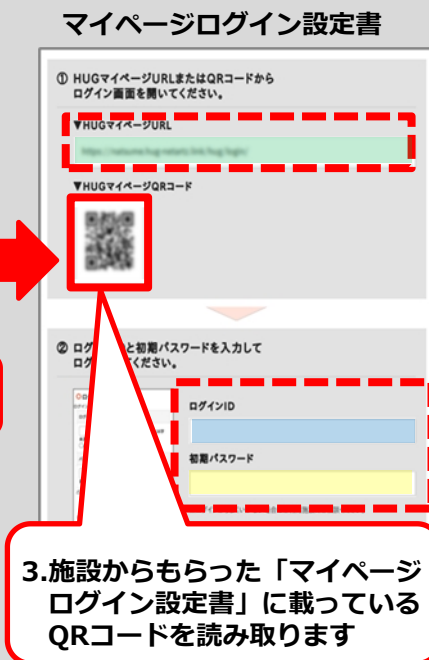 マイページログイン設定書
① HUGマイページURLまたはQRコードから
ログイン画面を開いてください。
▼HUGマイページURL
▼HUGマイページQRコード
② ログ
と初期パスワードを入力して
ログ
ください。
ログインID
初期パスワード
3.施設からもらった「マイページ
ログイン設定書」に載っている
QRコードを読み取ります